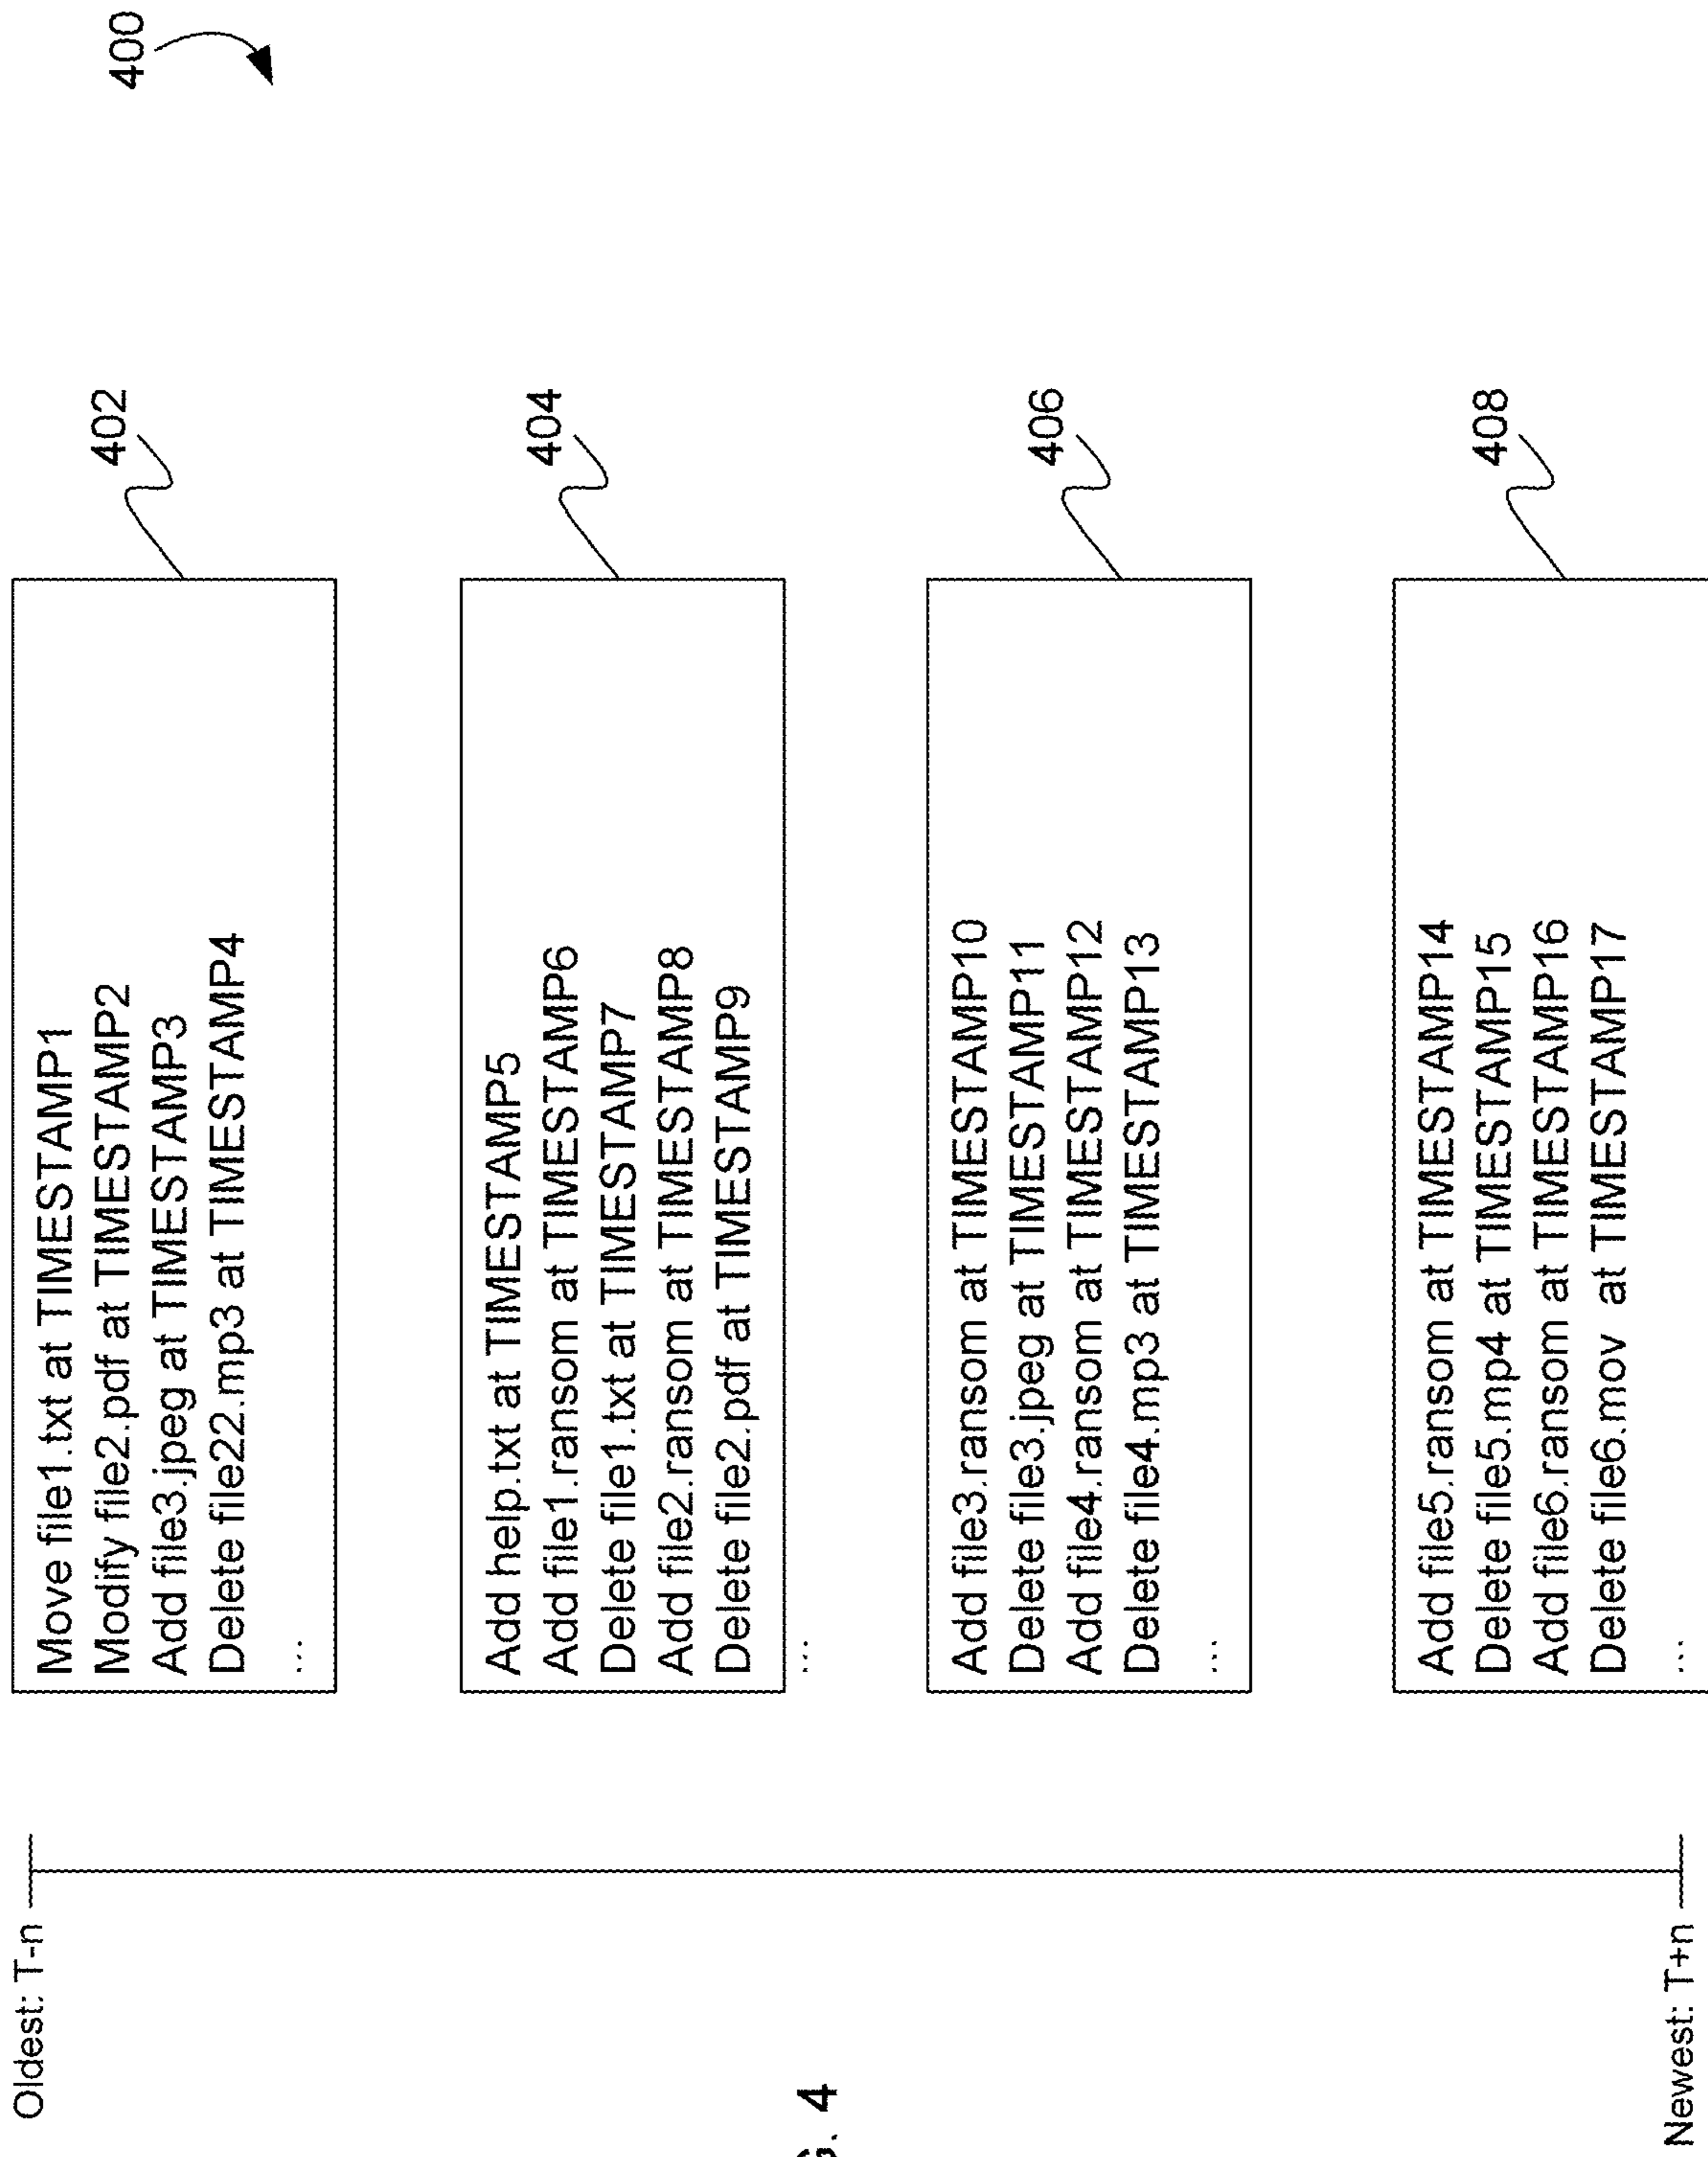 400
Oldest: T-n
402
Move file1.txt at TIMESTAMP1
Modify file2.pdf at TIMESTAMP2
Add file3.jpeg at TIMESTAMP3
Delete file22.mp3 at TIMESTAMP4
...
404
Add help.txt at TIMESTAMP5
Add file1.ransom at TIMESTAMP6
Delete file1.txt at TIMESTAMP7
Add file2.ransom at TIMESTAMP8
Delete file2.pdf at TIMESTAMP9
...
406
Add file3.ransom at TIMESTAMP10
Delete file3.jpeg at TIMESTAMP11
Add file4.ransom at TIMESTAMP12
Delete file4.mp3 at TIMESTAMP13
...
408
Add file5.ransom at TIMESTAMP14
Delete file5.mp4 at TIMESTAMP15
Add file6.ransom at TIMESTAMP16
Delete file6.mov at TIMESTAMP17
...
Newest: T+n
4